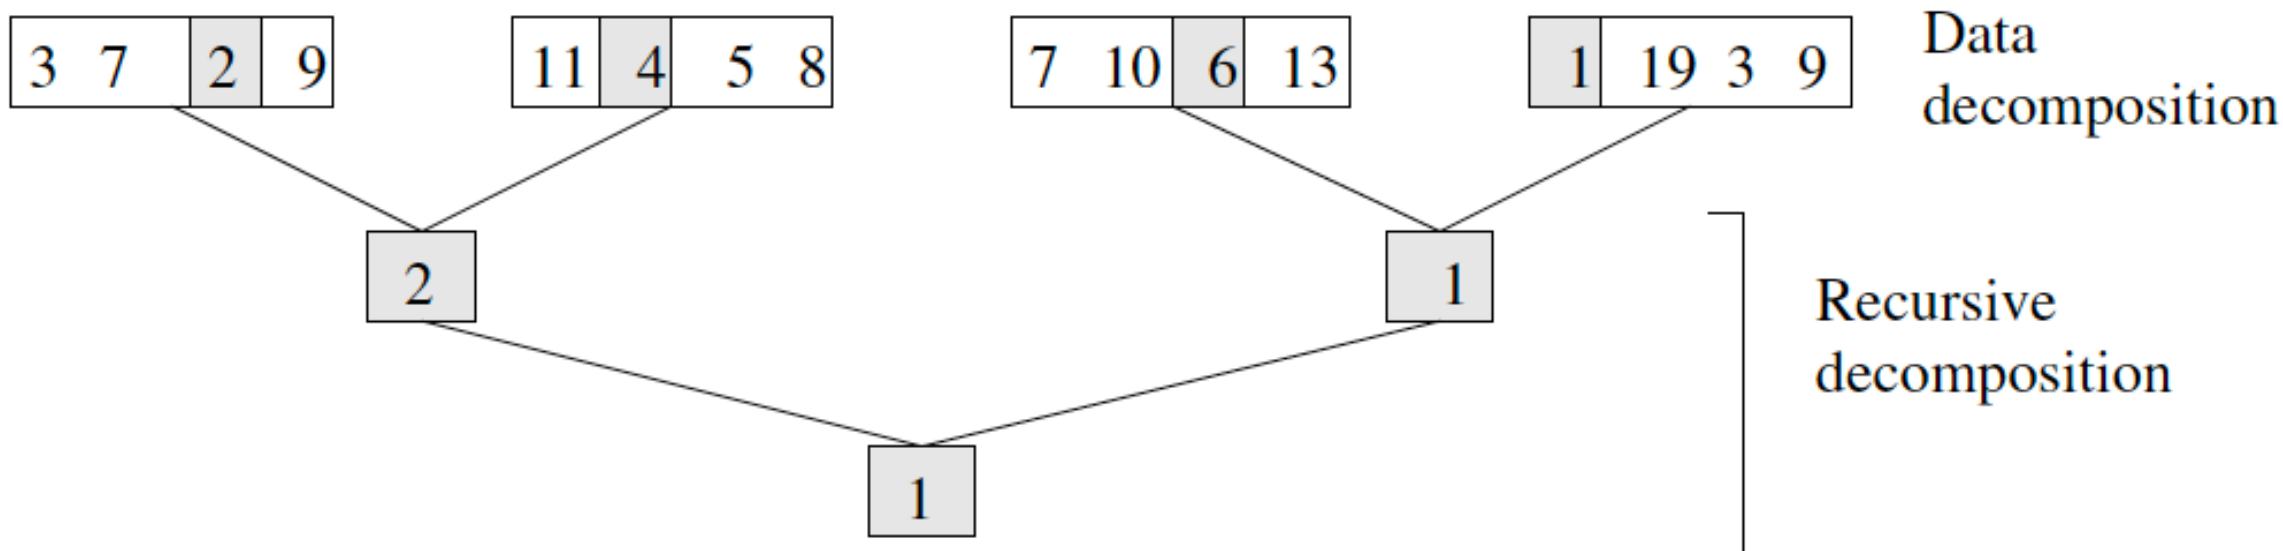 3 7 2 9 11 4 5 8 7 10 6 13 1 19 3 9
Data
decomposition
2 1
Recursive
decomposition
1